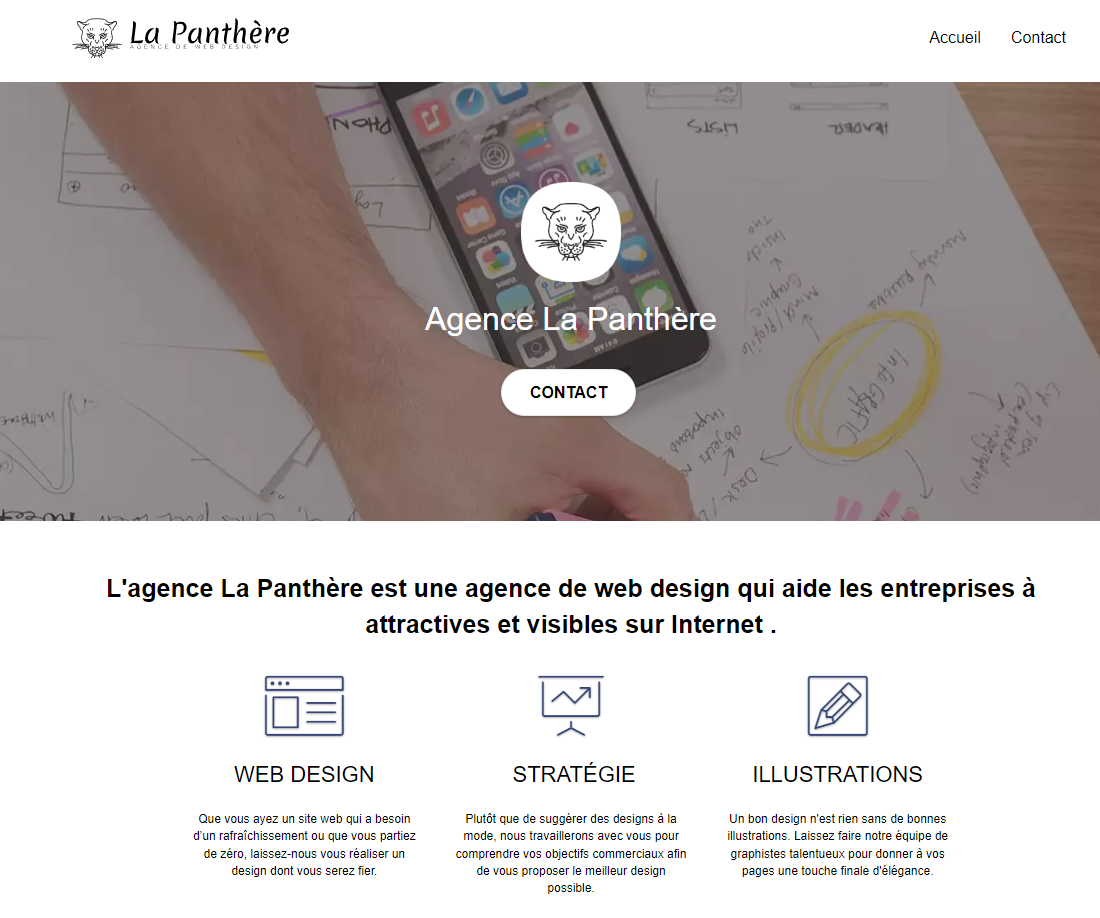 La Panthère
AGENCE DE WEB DESIGN
Accueil
Contact
PHON
LISTS
HEADER
Agence La Panthère
CONTACT
INFOGRAFIC
L'agence La Panthère est une agence de web design qui aide les entreprises à
attractives et visibles sur Internet .
WEB DESIGN
STRATÉGIE
ILLUSTRATIONS
Que vous ayez un site web qui a besoin
d'un rafraîchissement ou que vous partiez
de zéro, laissez-nous vous réaliser un
design dont vous serez fier.
Plutôt que de suggérer des designs à la
mode, nous travaillerons avec vous pour
comprendre vos objectifs commerciaux afin
de vous proposer le meilleur design
possible.
Un bon design n'est rien sans de bonnes
illustrations. Laissez faire notre équipe de
graphistes talentueux pour donner à vos
pages une touche finale d'élégance.